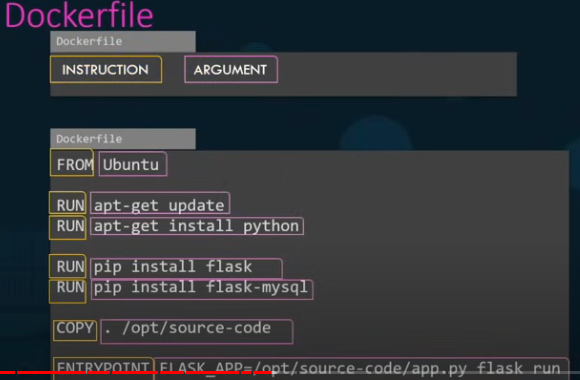 Dockerfile
Dockerfile
INSTRUCTION ARGUMENT
Dockerfile
FROM Ubuntu
RUN apt-get update
RUN apt-get install python
RUN pip install flask
RUN pip install flask-mysql
COPY . /opt/source-code
ENTRYPOINT FLASK_APP=/opt/source-code/app.py flask run